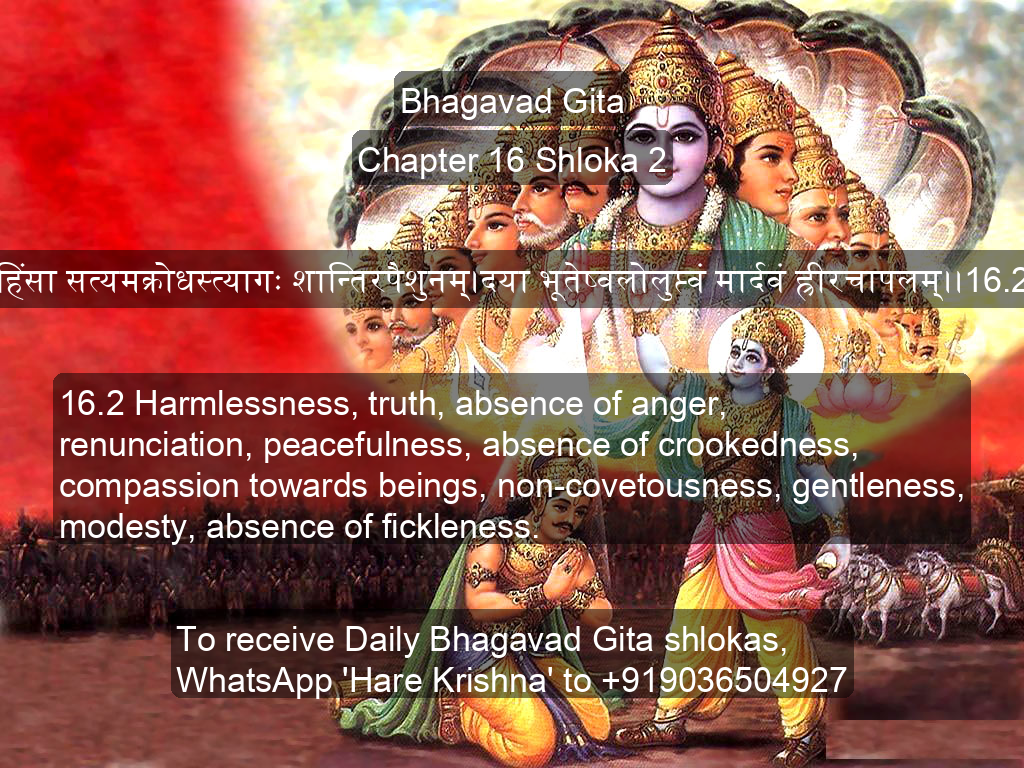 Bhagavad Gita
Chapter 16 Shloka 2
हिंसा सत्यमक्रोधस्त्यागः शान्तिरपैशुनम्।दया भूतेष्वलोलुप्त्वं मार्दवं ह्रीरचापलम्।।16.2
16.2 Harmlessness, truth, absence of anger,
renunciation, peacefulness, absence of crookedness,
compassion towards beings, non-covetousness, gentleness,
modesty, absence of fickleness.
To receive Daily Bhagavad Gita shlokas,
WhatsApp 'Hare Krishna' to +919036504927